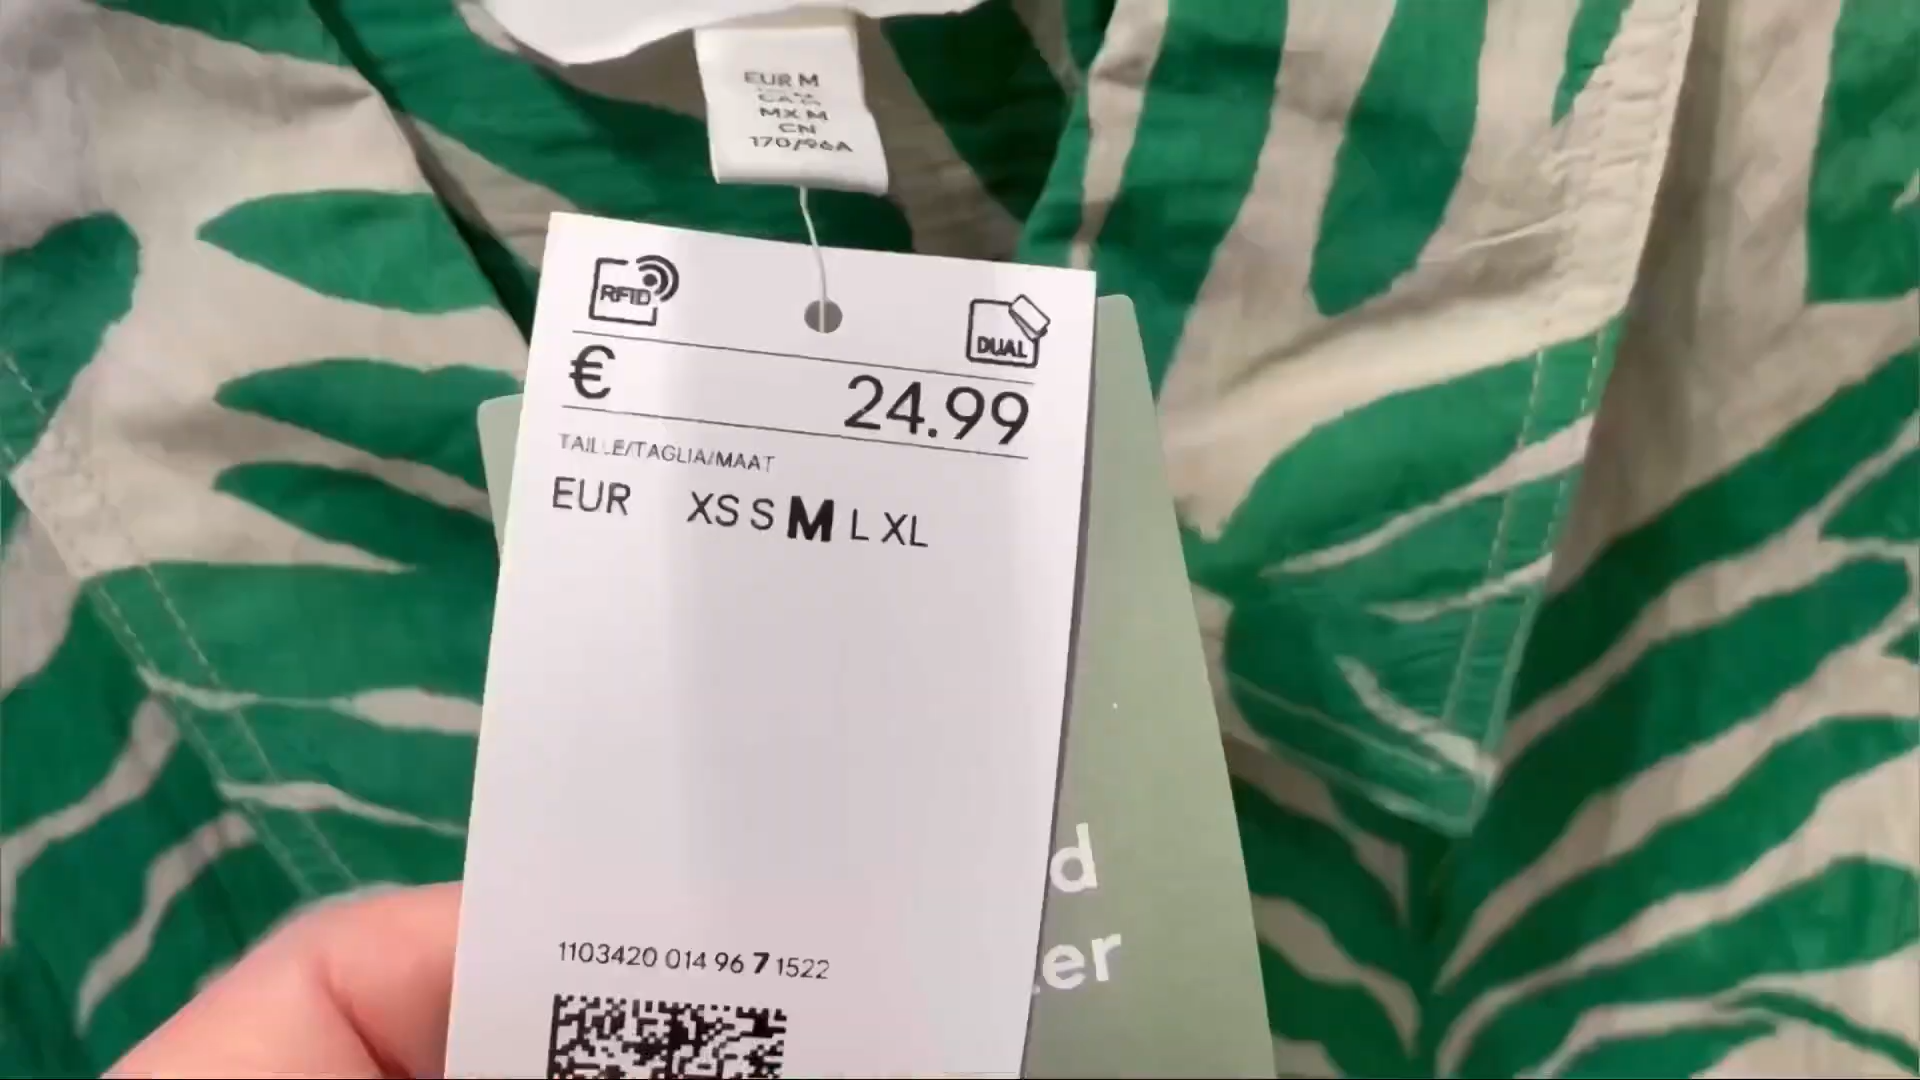 EUR M
MX M
CN
170/96A
RFID
DUAL
€ 24.99
TAILLE/TAGLIA/MAAT
EUR XS S M L XL
1103420 014 96 7 1522
d
er